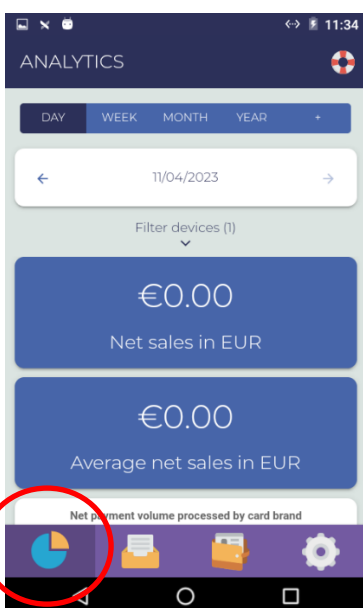 11:34
ANALYTICS
DAY WEEK MONTH YEAR +
11/04/2023
Filter devices (1)
€0.00
Net sales in EUR
€0.00
Average net sales in EUR
Net payment volume processed by card brand